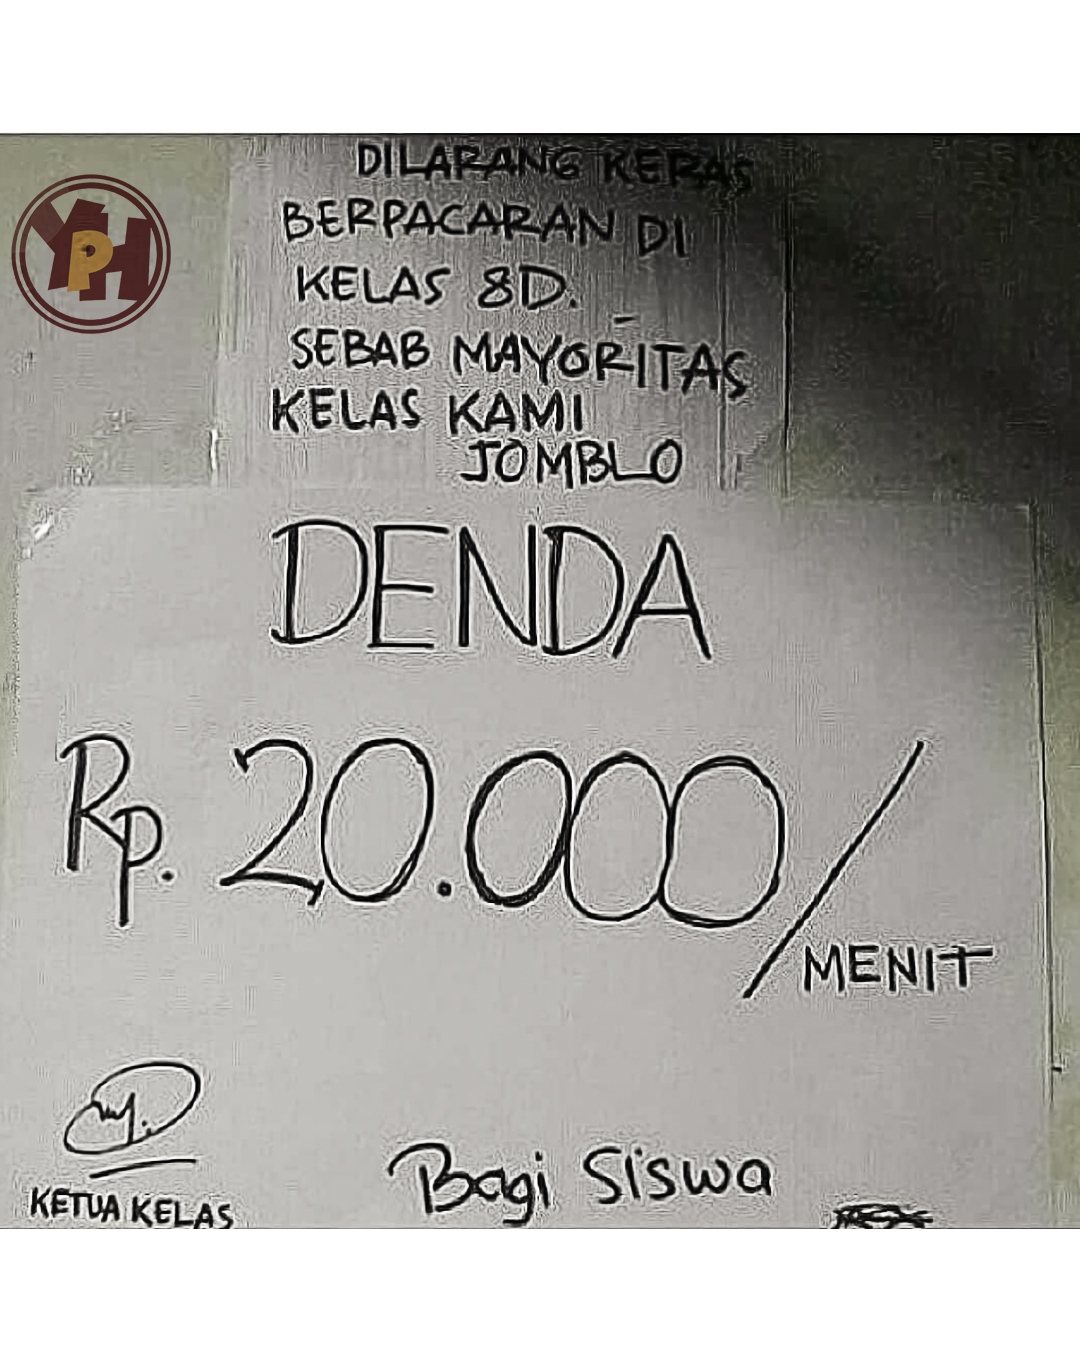 DILARANG KERAS
BERPACARAN DI
KELAS 8D.
SEBAB MAYORITAS
KELAS KAMI
JOMBLO
DENDA
Rp. 20.000/
MENIT
KETUA KELAS
Bagi Siswa
YPH